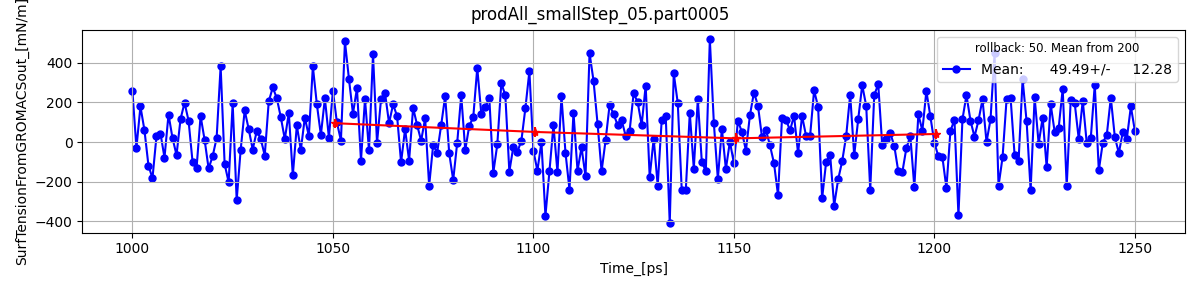 prodAll_smallStep_05.part0005
SurfTensionFromGROMACSout_[mN/m]
400
200
0
−200
−400
rollback: 50. Mean from 200
Mean: 49.49+/- 12.28
1000 1050 1100 1150 1200 1250
Time_[ps]